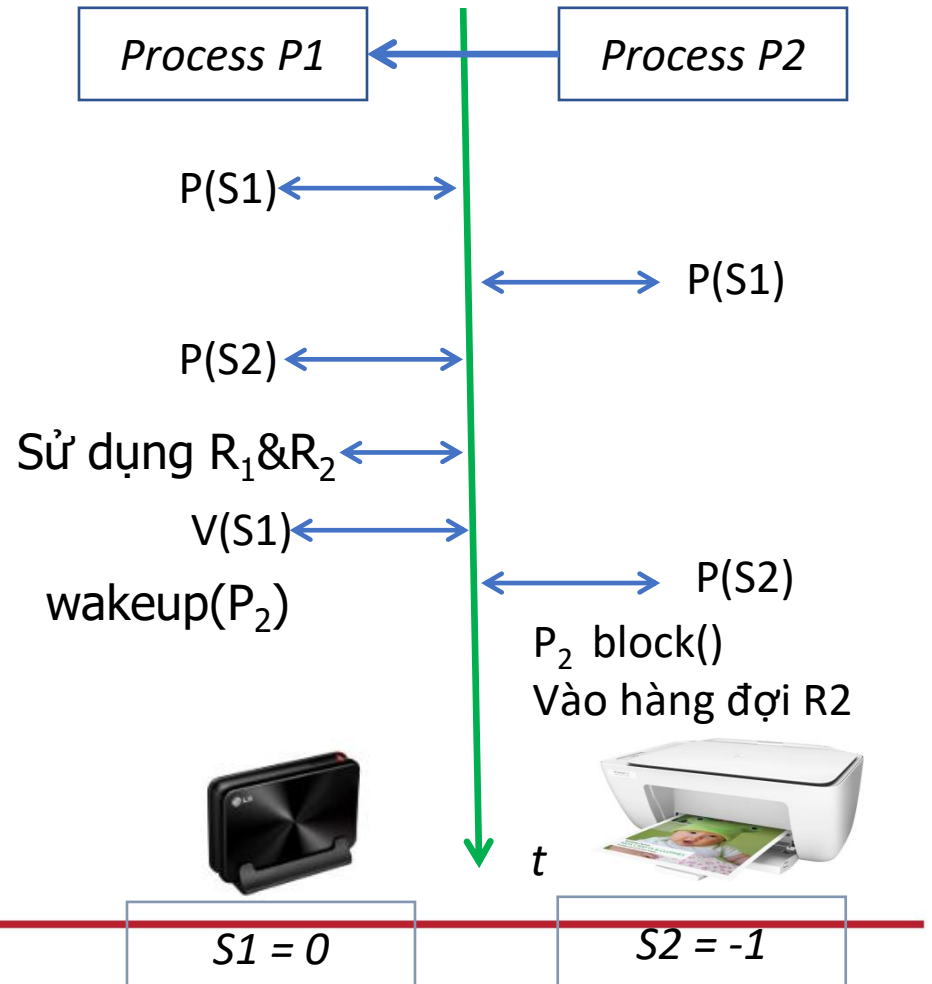 Process P1
Process P2
P(S1)
P(S1)
P(S2)
Sử dụng R₁&R₂
V(S1)
P(S2)
wakeup(P₂)
P₂ block()
Vào hàng đợi R2
LG
t
S1 = 0
S2 = -1